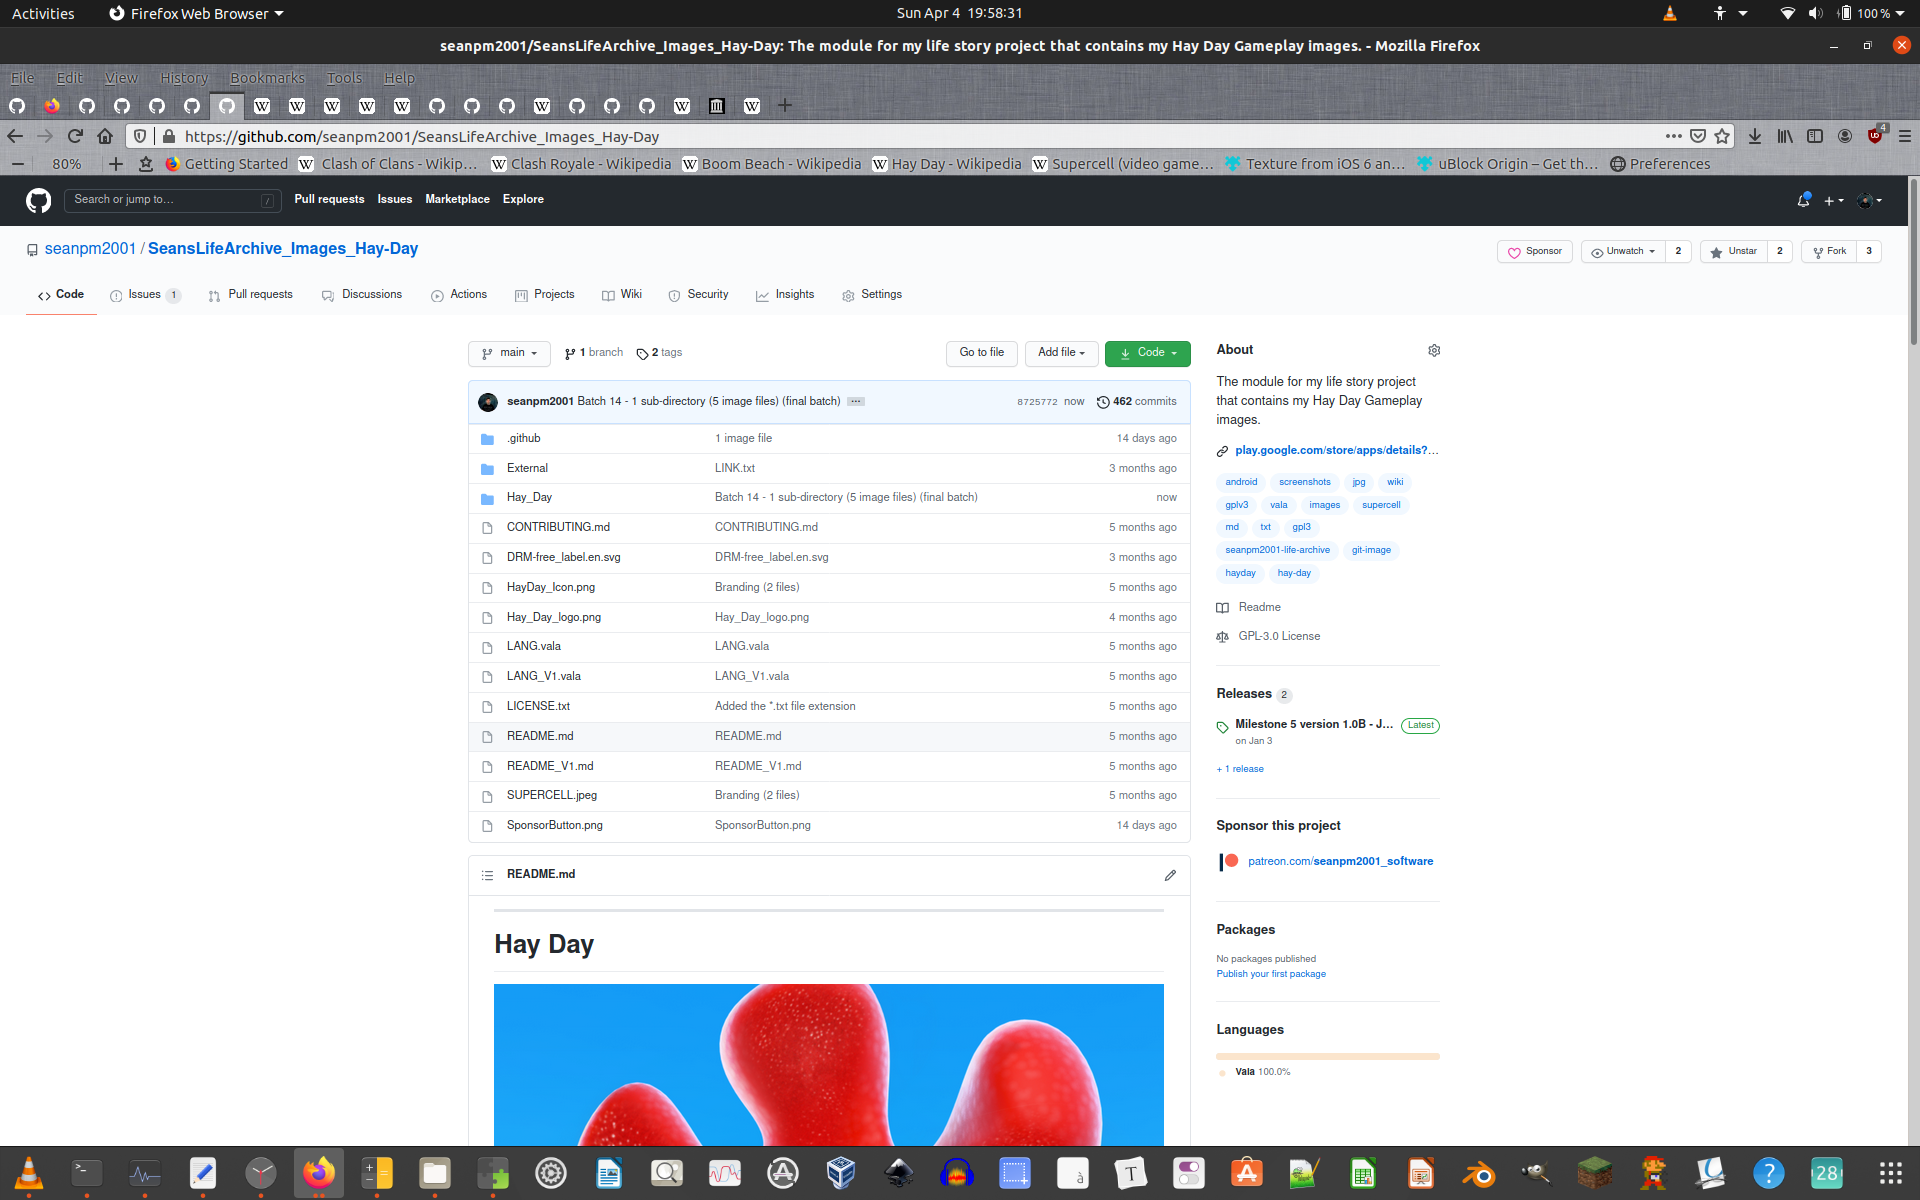 Activities Firefox Web Browser Sun Apr 4 19:58:31 100 %
seanpm2001/SeansLifeArchive_Images_Hay-Day: The module for my life story project that contains my Hay Day Gameplay images. - Mozilla Firefox
File Edit View History Bookmarks Tools Help
https://github.com/seanpm2001/SeansLifeArchive_Images_Hay-Day 4
80% Getting Started Clash of Clans - Wikip… Clash Royale - Wikipedia Boom Beach - Wikipedia Hay Day - Wikipedia Supercell (video game… Texture from iOS 6 an… uBlock Origin – Get th… Preferences
Search or jump to… / Pull requests Issues Marketplace Explore
seanpm2001 / SeansLifeArchive_Images_Hay-Day Sponsor Unwatch 2 Unstar 2 Fork 3
Code Issues 1 Pull requests Discussions Actions Projects Wiki Security Insights Settings
main 1 branch 2 tags Go to file Add file Code
seanpm2001 Batch 14 - 1 sub-directory (5 image files) (final batch) 8725772 now 462 commits
.github 1 image file 14 days ago
External LINK.txt 3 months ago
Hay_Day Batch 14 - 1 sub-directory (5 image files) (final batch) now
CONTRIBUTING.md CONTRIBUTING.md 5 months ago
DRM-free_label.en.svg DRM-free_label.en.svg 3 months ago
HayDay_Icon.png Branding (2 files) 5 months ago
Hay_Day_logo.png Hay_Day_logo.png 4 months ago
LANG.vala LANG.vala 5 months ago
LANG_V1.vala LANG_V1.vala 5 months ago
LICENSE.txt Added the *.txt file extension 5 months ago
README.md README.md 5 months ago
README_V1.md README_V1.md 5 months ago
SUPERCELL.jpeg Branding (2 files) 5 months ago
SponsorButton.png SponsorButton.png 14 days ago
README.md
Hay Day
About
The module for my life story project
that contains my Hay Day Gameplay
images.
play.google.com/store/apps/details?…
android screenshots jpg wiki
gplv3 vala images supercell
md txt gpl3
seanpm2001-life-archive git-image
hayday hay-day
Readme
GPL-3.0 License
Releases 2
Milestone 5 version 1.0B - J… Latest
on Jan 3
+ 1 release
Sponsor this project
patreon.com/seanpm2001_software
Packages
No packages published
Publish your first package
Languages
Vala 100.0%
28